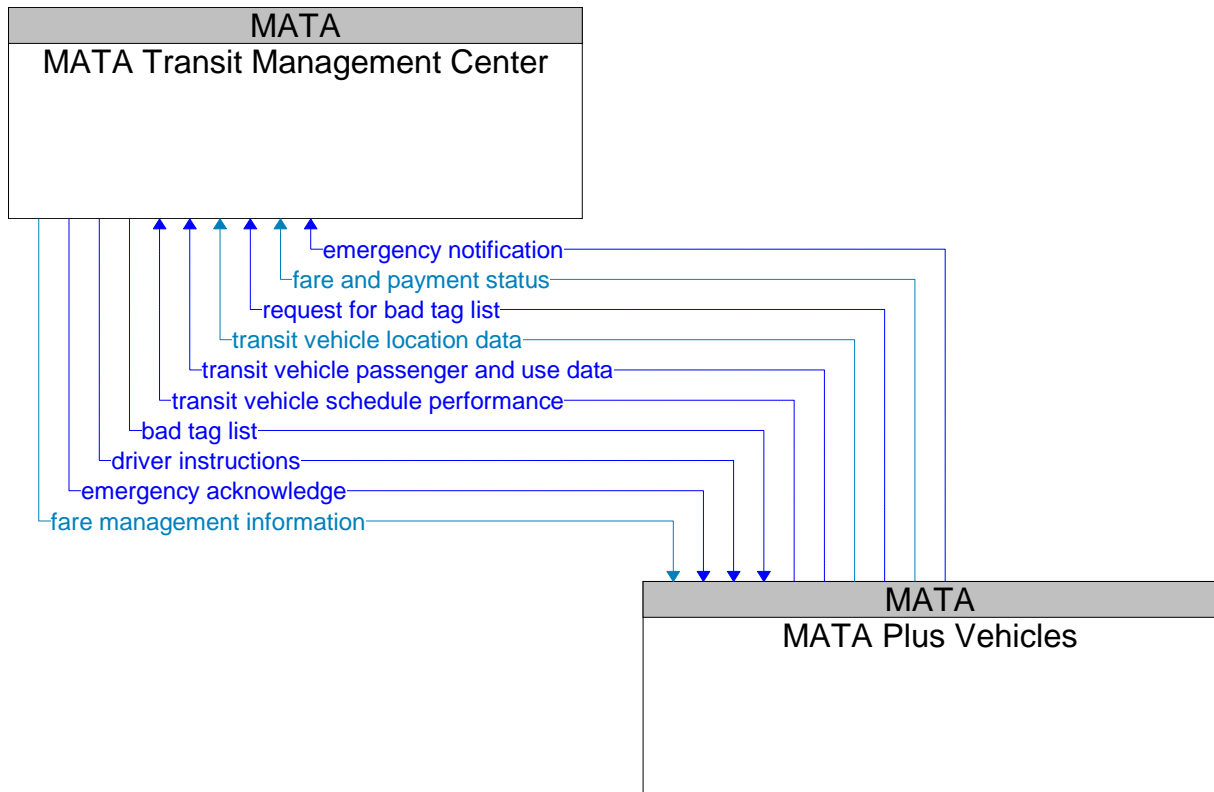 MATA
MATA Transit Management Center
emergency notification
fare and payment status
request for bad tag list
transit vehicle location data
transit vehicle passenger and use data
transit vehicle schedule performance
bad tag list
driver instructions
emergency acknowledge
fare management information
MATA
MATA Plus Vehicles